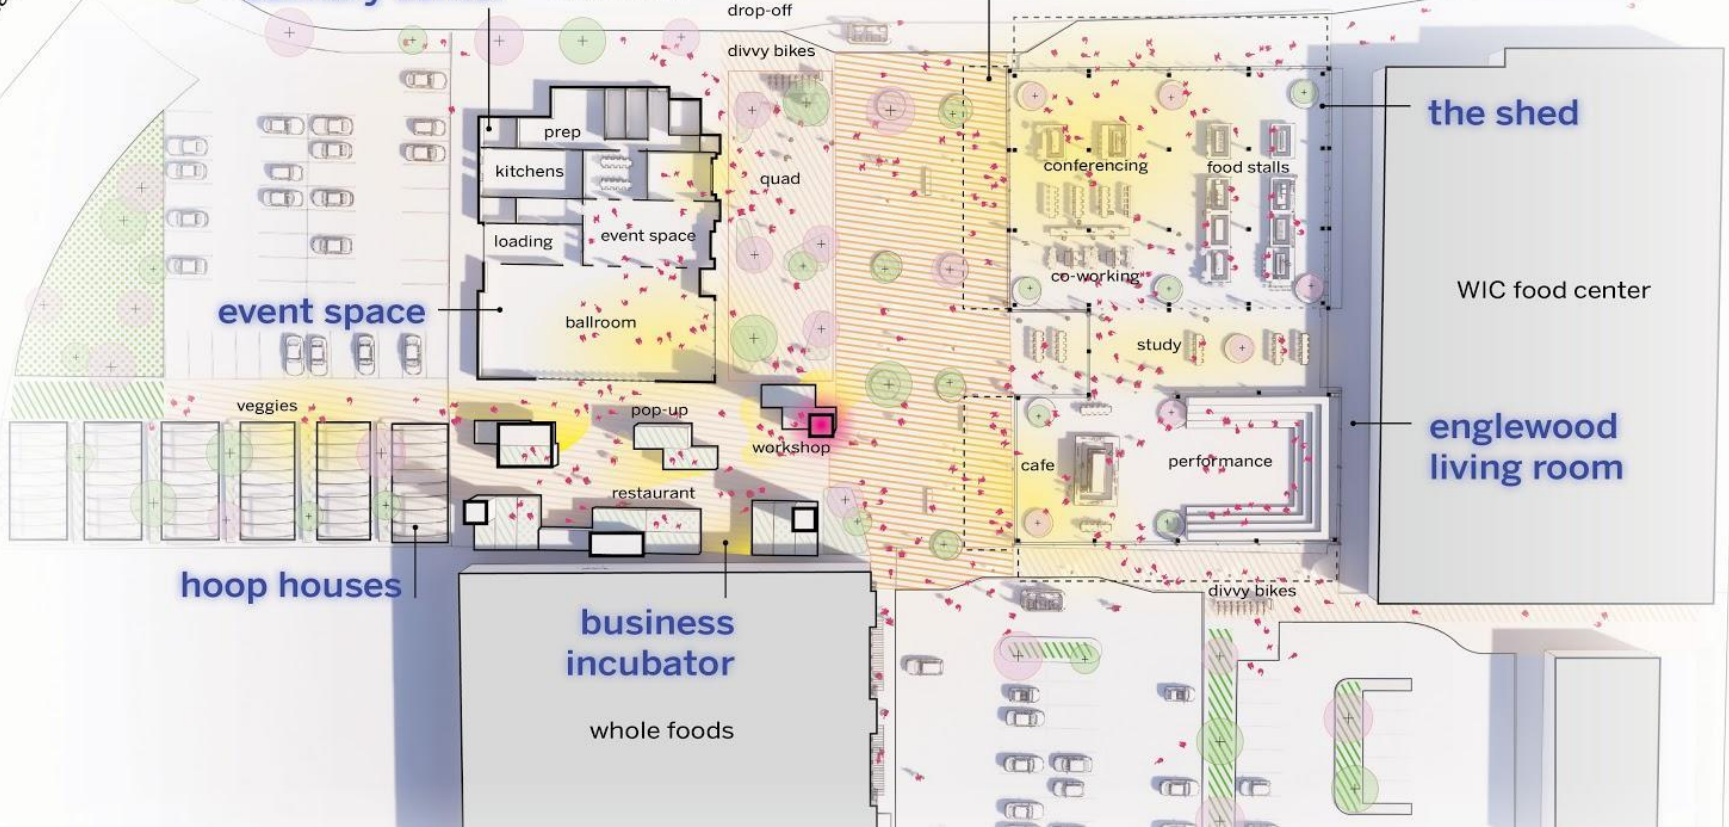 drop-off
divvy bikes
the shed
prep
conferencing
food stalls
kitchens
quad
event space
loading
co-working
WIC food center
event space
ballroom
study
veggies
pop-up
workshop
englewood
living room
cafe
performance
restaurant
hoop houses
divvy bikes
business
incubator
whole foods